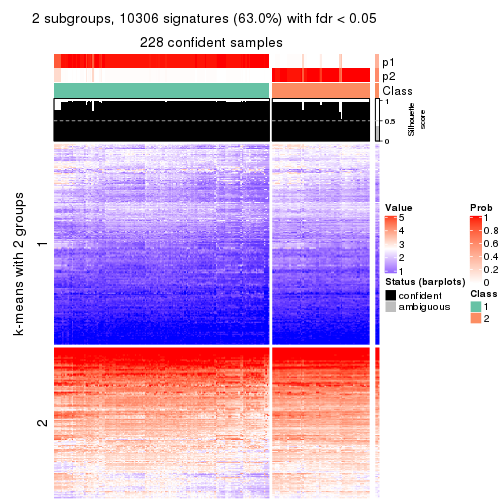 2 subgroups, 10306 signatures (63.0%) with fdr < 0.05
228 confident samples
p1
p2
Class
1
0.5
0
Silhouette
score
k-means with 2 groups
1
2
Value
5
4
3
2
1
Status (barplots)
confident
ambiguous
Prob
1
0.8
0.6
0.4
0.2
0
Class
1
2